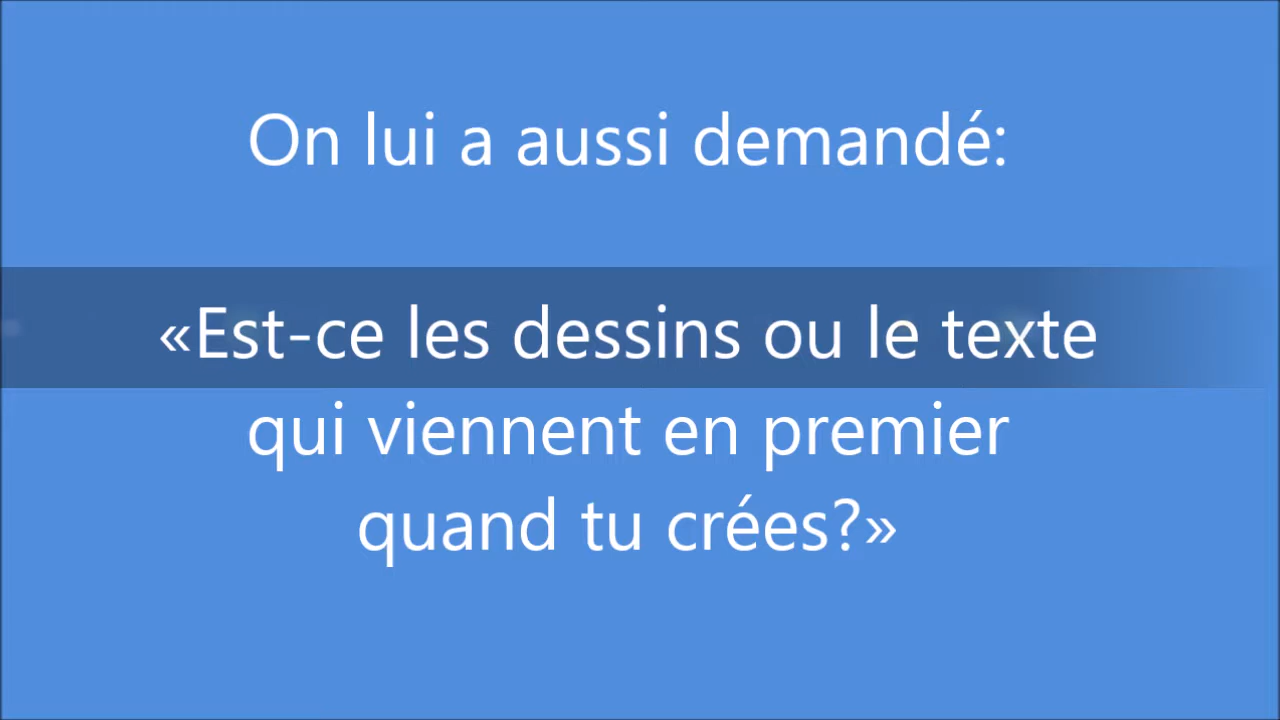 On lui a aussi demandé:
«Est-ce les dessins ou le texte
qui viennent en premier
quand tu crées?»